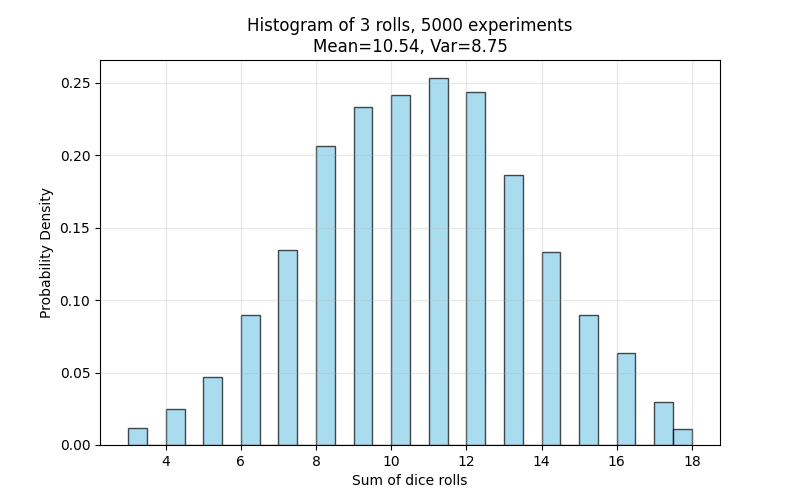 Histogram of 3 rolls, 5000 experiments
Mean=10.54, Var=8.75
0.25
0.20
0.15
0.10
0.05
0.00
Probability Density
4 6 8 10 12 14 16 18
Sum of dice rolls